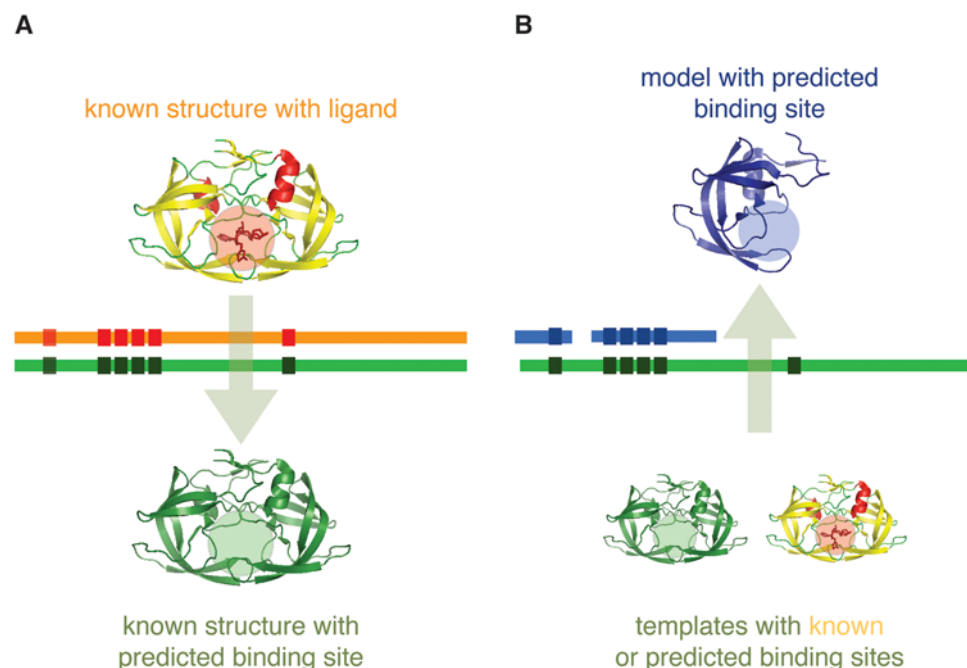 A
known structure with ligand
known structure with
predicted binding site
B
model with predicted
binding site
templates with known
or predicted binding sites